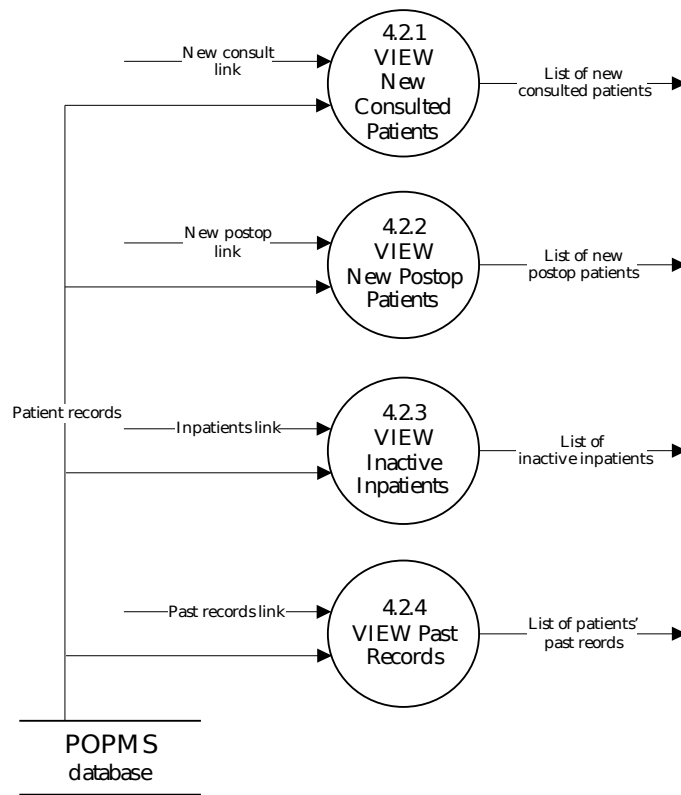 4.2.1
VIEW
New
Consulted
Patients
New consult
link
List of new
consulted patients
4.2.2
VIEW
New Postop
Patients
New postop
link
List of new
postop patients
Patient records
4.2.3
VIEW
Inactive
Inpatients
Inpatients link
List of
inactive inpatients
4.2.4
VIEW Past
Records
Past records link
List of patients'
past reords
POPMS
database